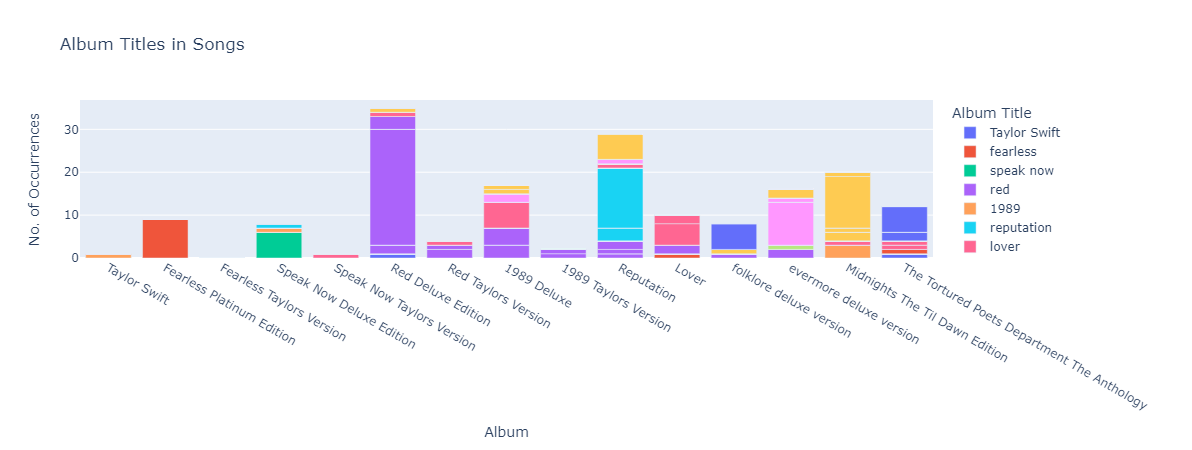 Album Titles in Songs
Album Title
Taylor Swift
fearless
speak now
red
1989
reputation
lover
No. of Occurrences
30
20
10
0
Taylor Swift
Fearless Platinum Edition
Fearless Taylors Version
Speak Now Deluxe Edition
Speak Now Taylors Version
Red Deluxe Edition
Red Taylors Version
1989 Deluxe
1989 Taylors Version
Reputation
Lover
folklore deluxe version
evermore deluxe version
Midnights The Til Dawn Edition
The Tortured Poets Department The Anthology
Album